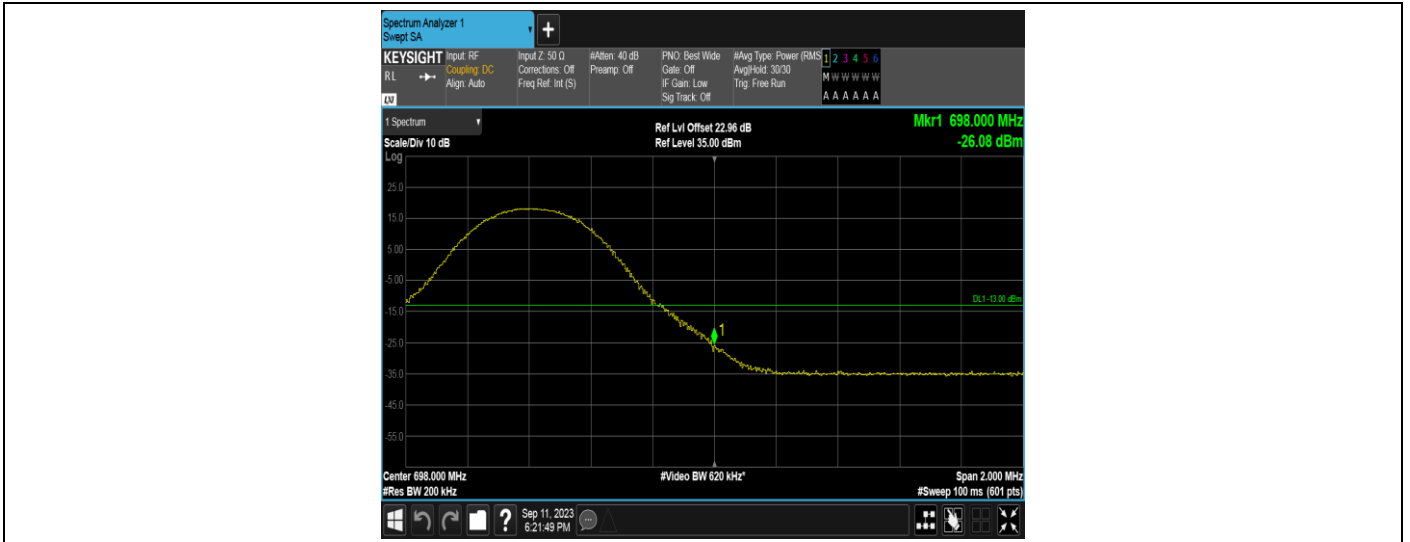 Spectrum Analyzer 1
Swept SA
KEYSIGHT
RL
LXI
Input: RF
Coupling: DC
Align: Auto
Input Z: 50 Ω
Corrections: Off
Freq Ref: Int (S)
#Atten: 40 dB
Preamp: Off
PNO: Best Wide
Gate: Off
IF Gain: Low
Sig Track: Off
#Avg Type: Power (RMS
Avg|Hold: 30/30
Trig: Free Run
1 2 3 4 5 6
M W W W W W
A A A A A A
1 Spectrum
Scale/Div 10 dB
Log
Ref Lvl Offset 22.96 dB
Ref Level 35.00 dBm
Mkr1 698.000 MHz
-26.08 dBm
25.0
15.0
5.00
-5.00
-15.0
-25.0
-35.0
-45.0
-55.0
DL1 -13.00 dBm
1
Center 698.000 MHz
#Res BW 200 kHz
#Video BW 620 kHz*
Span 2.000 MHz
#Sweep 100 ms (601 pts)
?
Sep 11, 2023
6:21:49 PM